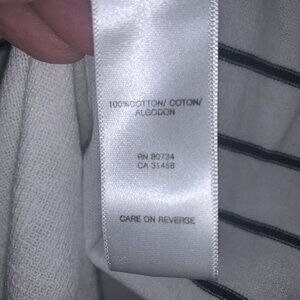 100%COTTON/ COTON/
ALGODON
RN 80734
CA 31458
CARE ON REVERSE